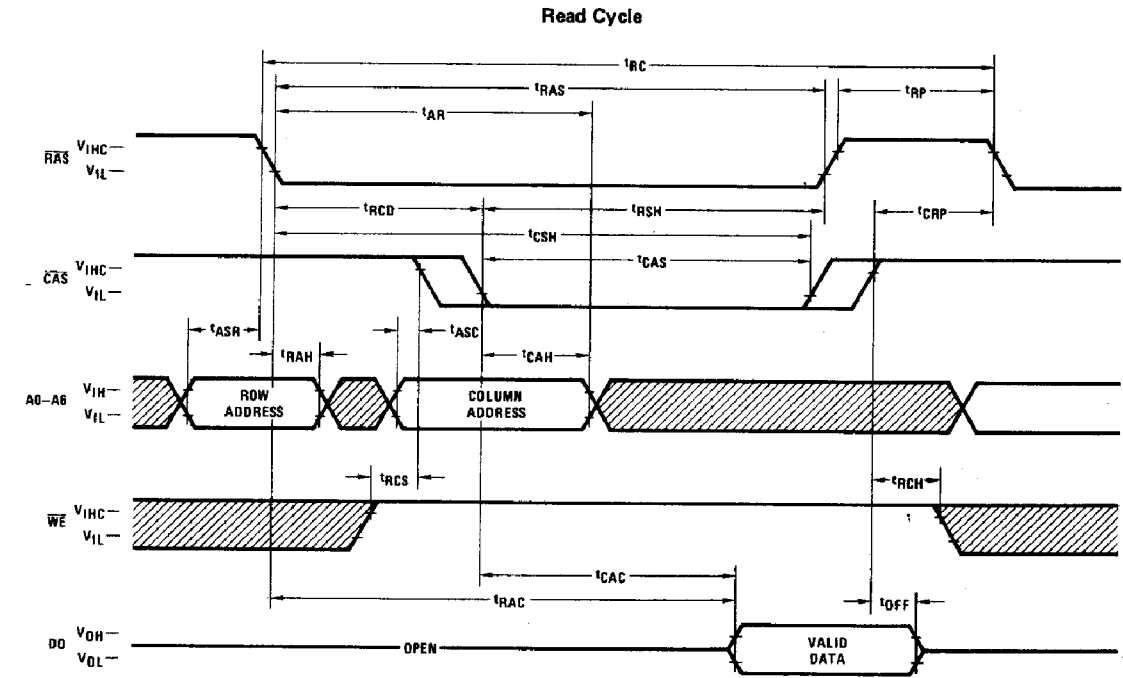 Read Cycle
tRC
tRAS
tRP
tAR
RAS VIHC
VIL
tRCD
tRSH
tCRP
tCSH
CAS VIHC
VIL
tCAS
tASR
tASC
tRAH
tCAH
A0–A6 VIH
VIL
ROW ADDRESS
COLUMN ADDRESS
tRCS
tRCH
WE VIHC
VIL
tCAC
tRAC
tOFF
DO VOH
VOL
OPEN
VALID DATA